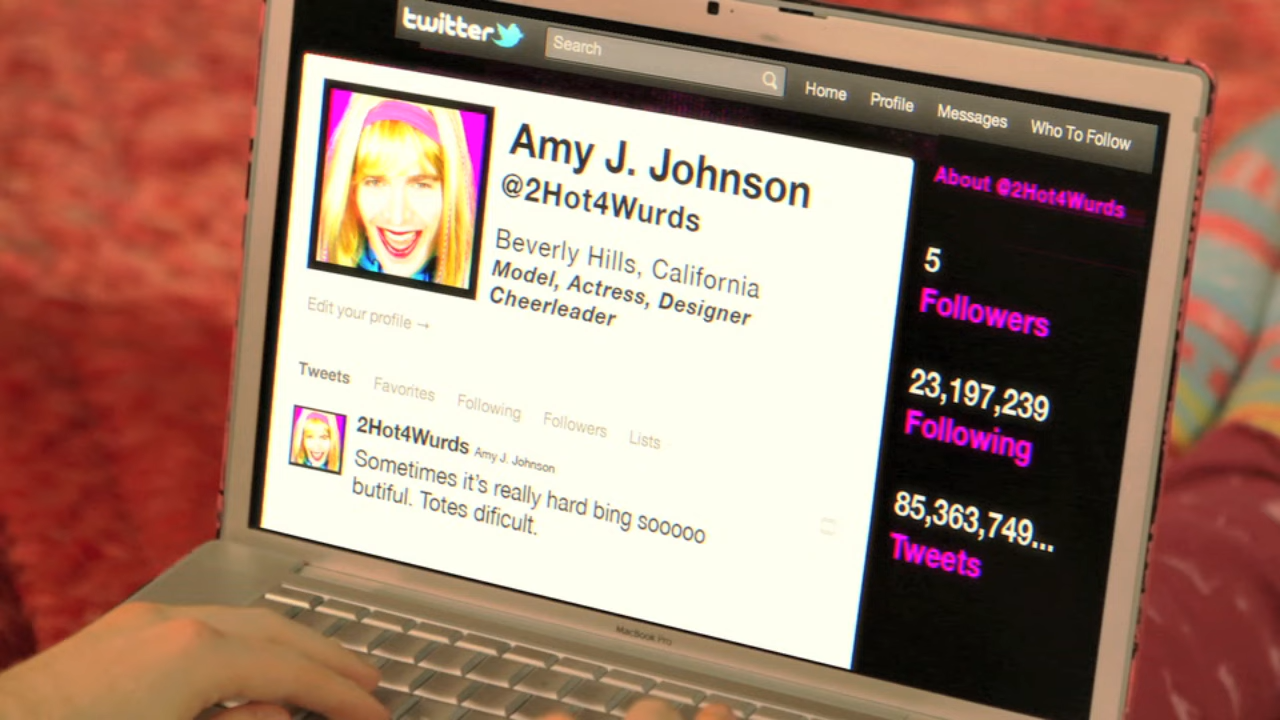 twitter
Search
Home Profile Messages Who To Follow
Amy J. Johnson
@2Hot4Wurds
Beverly Hills, California
Model, Actress, Designer
Cheerleader
Edit your profile →
Tweets Favorites Following Followers Lists
2Hot4Wurds Amy J. Johnson
Sometimes it's really hard bing sooooo
butiful. Totes dificult.
About @2Hot4Wurds
5
Followers
23,197,239
Following
85,363,749...
Tweets
MacBook Pro